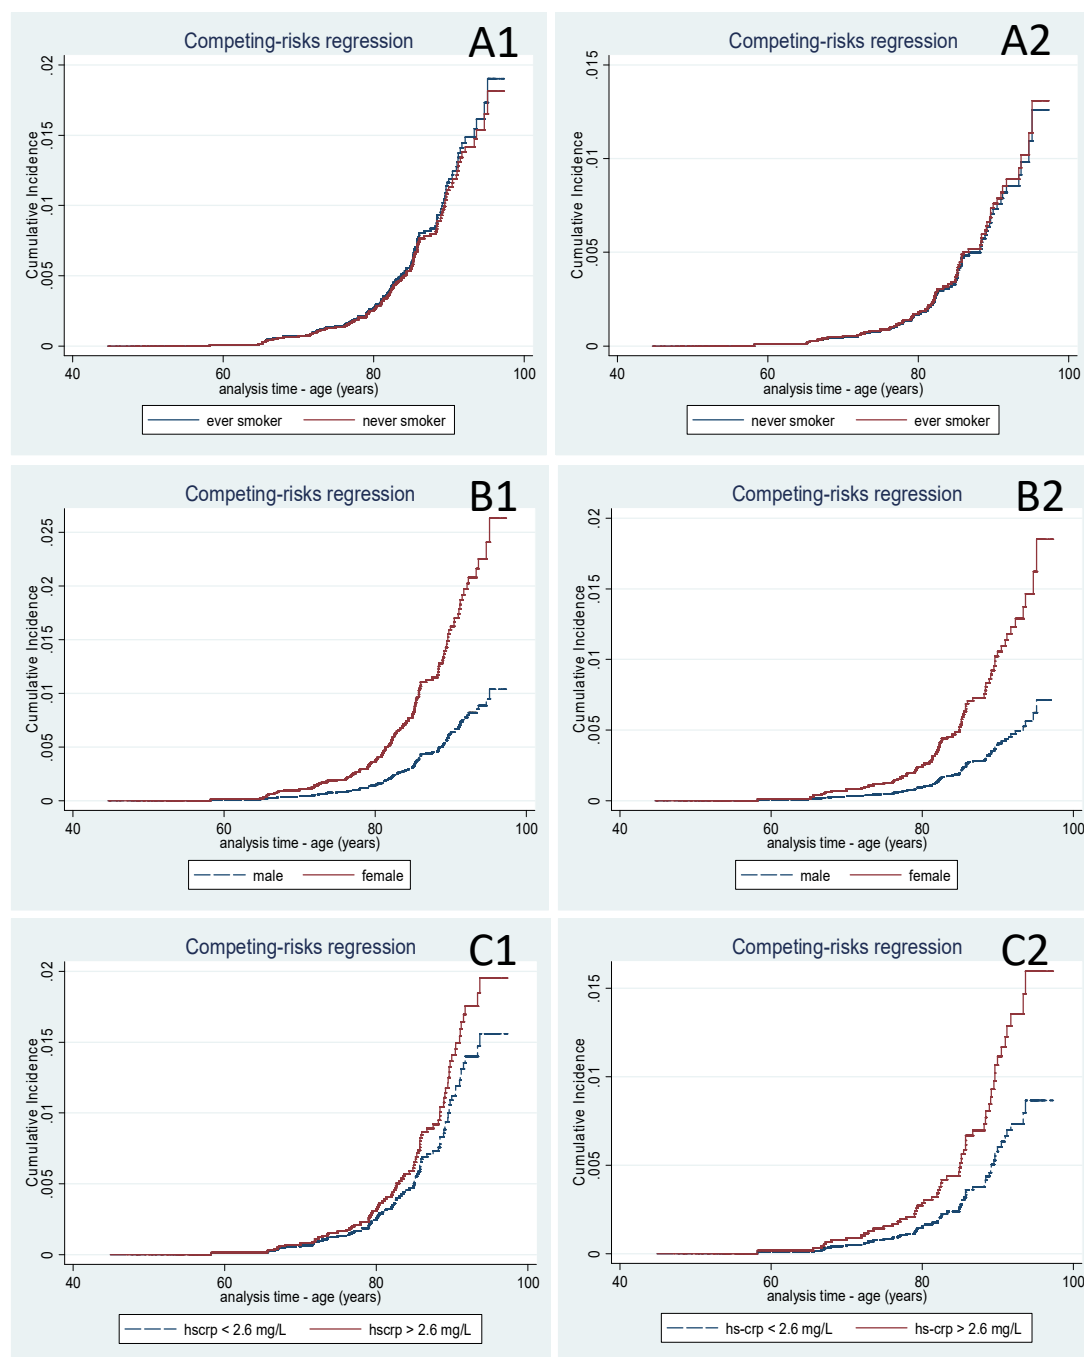 Competing-risks regression A1
Cumulative Incidence
.02
.015
.01
.005
0
40 60 80 100
analysis time - age (years)
ever smoker never smoker
Competing-risks regression A2
Cumulative Incidence
.015
.01
.005
0
40 60 80 100
analysis time - age (years)
never smoker ever smoker
Competing-risks regression B1
Cumulative Incidence
.025
.02
.015
.01
.005
0
40 60 80 100
analysis time - age (years)
male female
Competing-risks regression B2
Cumulative Incidence
.02
.015
.01
.005
0
40 60 80 100
analysis time - age (years)
male female
Competing-risks regression C1
Cumulative Incidence
.02
.015
.01
.005
0
40 60 80 100
analysis time - age (years)
hscrp < 2.6 mg/L hscrp > 2.6 mg/L
Competing-risks regression C2
Cumulative Incidence
.015
.01
.005
0
40 60 80 100
analysis time - age (years)
hs-crp < 2.6 mg/L hs-crp > 2.6 mg/L